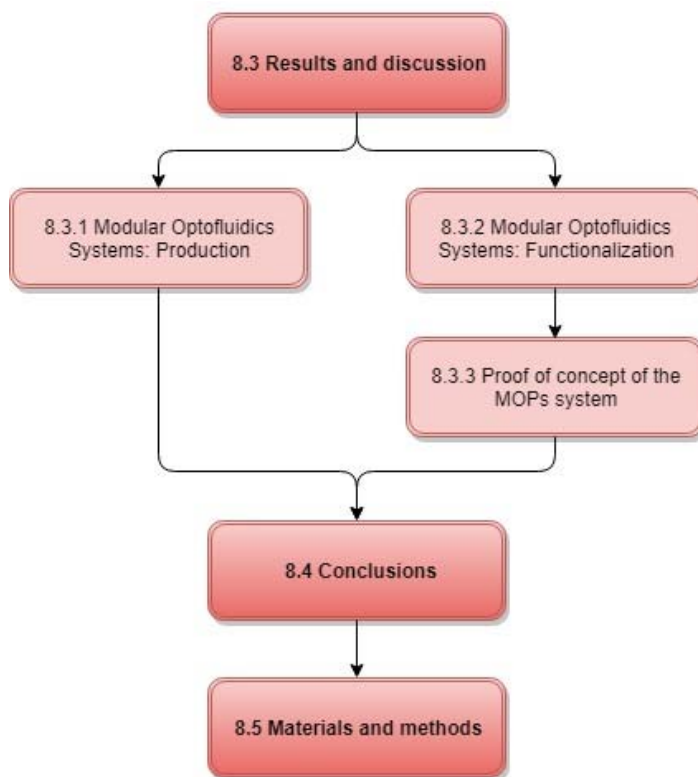 8.3 Results and discussion
8.3.1 Modular Optofluidics
Systems: Production
8.3.2 Modular Optofluidics
Systems: Functionalization
8.3.3 Proof of concept of the
MOPs system
8.4 Conclusions
8.5 Materials and methods